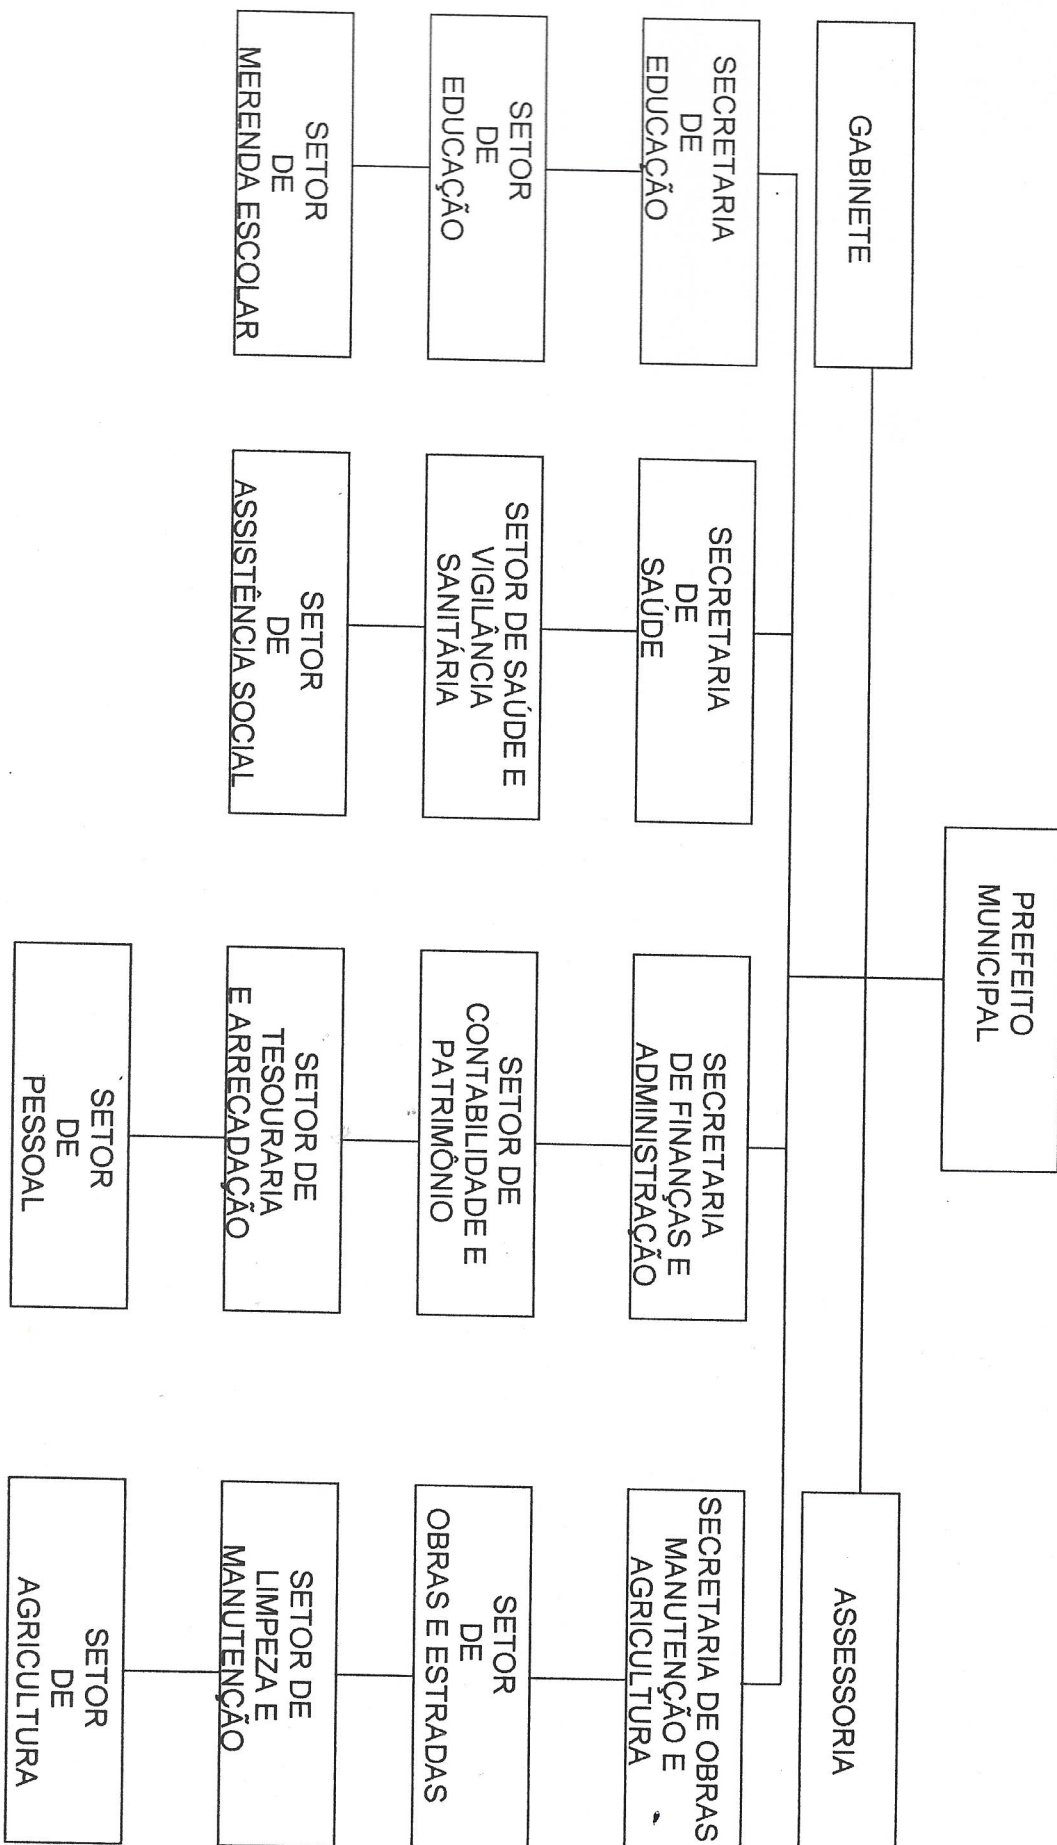 PREFEITO
MUNICIPAL
GABINETE
ASSESSORIA
SECRETARIA
DE
EDUCAÇÃO
SECRETARIA
DE
SAÚDE
SECRETARIA
DE FINANÇAS E
ADMINISTRAÇÃO
SECRETARIA DE OBRAS
MANUTENÇÃO E
AGRICULTURA
SETOR
DE
EDUCAÇÃO
SETOR DE SAÚDE E
VIGILÂNCIA
SANITÁRIA
SETOR DE
CONTABILIDADE E
PATRIMÔNIO
SETOR
DE
OBRAS E ESTRADAS
SETOR
DE
MERENDA ESCOLAR
SETOR
DE
ASSISTÊNCIA SOCIAL
SETOR DE
TESOURARIA
E ARRECADAÇÃO
SETOR DE
LIMPEZA E
MANUTENÇÃO
SETOR
DE
PESSOAL
SETOR
DE
AGRICULTURA